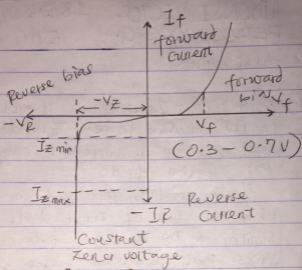 If
forward
current
Reverse bias
-Vz
forward
bias Vf
-VR
Vf
Iz min
(0.3 - 0.7V)
Iz max
Reverse
current
-IR
Constant
Zener voltage